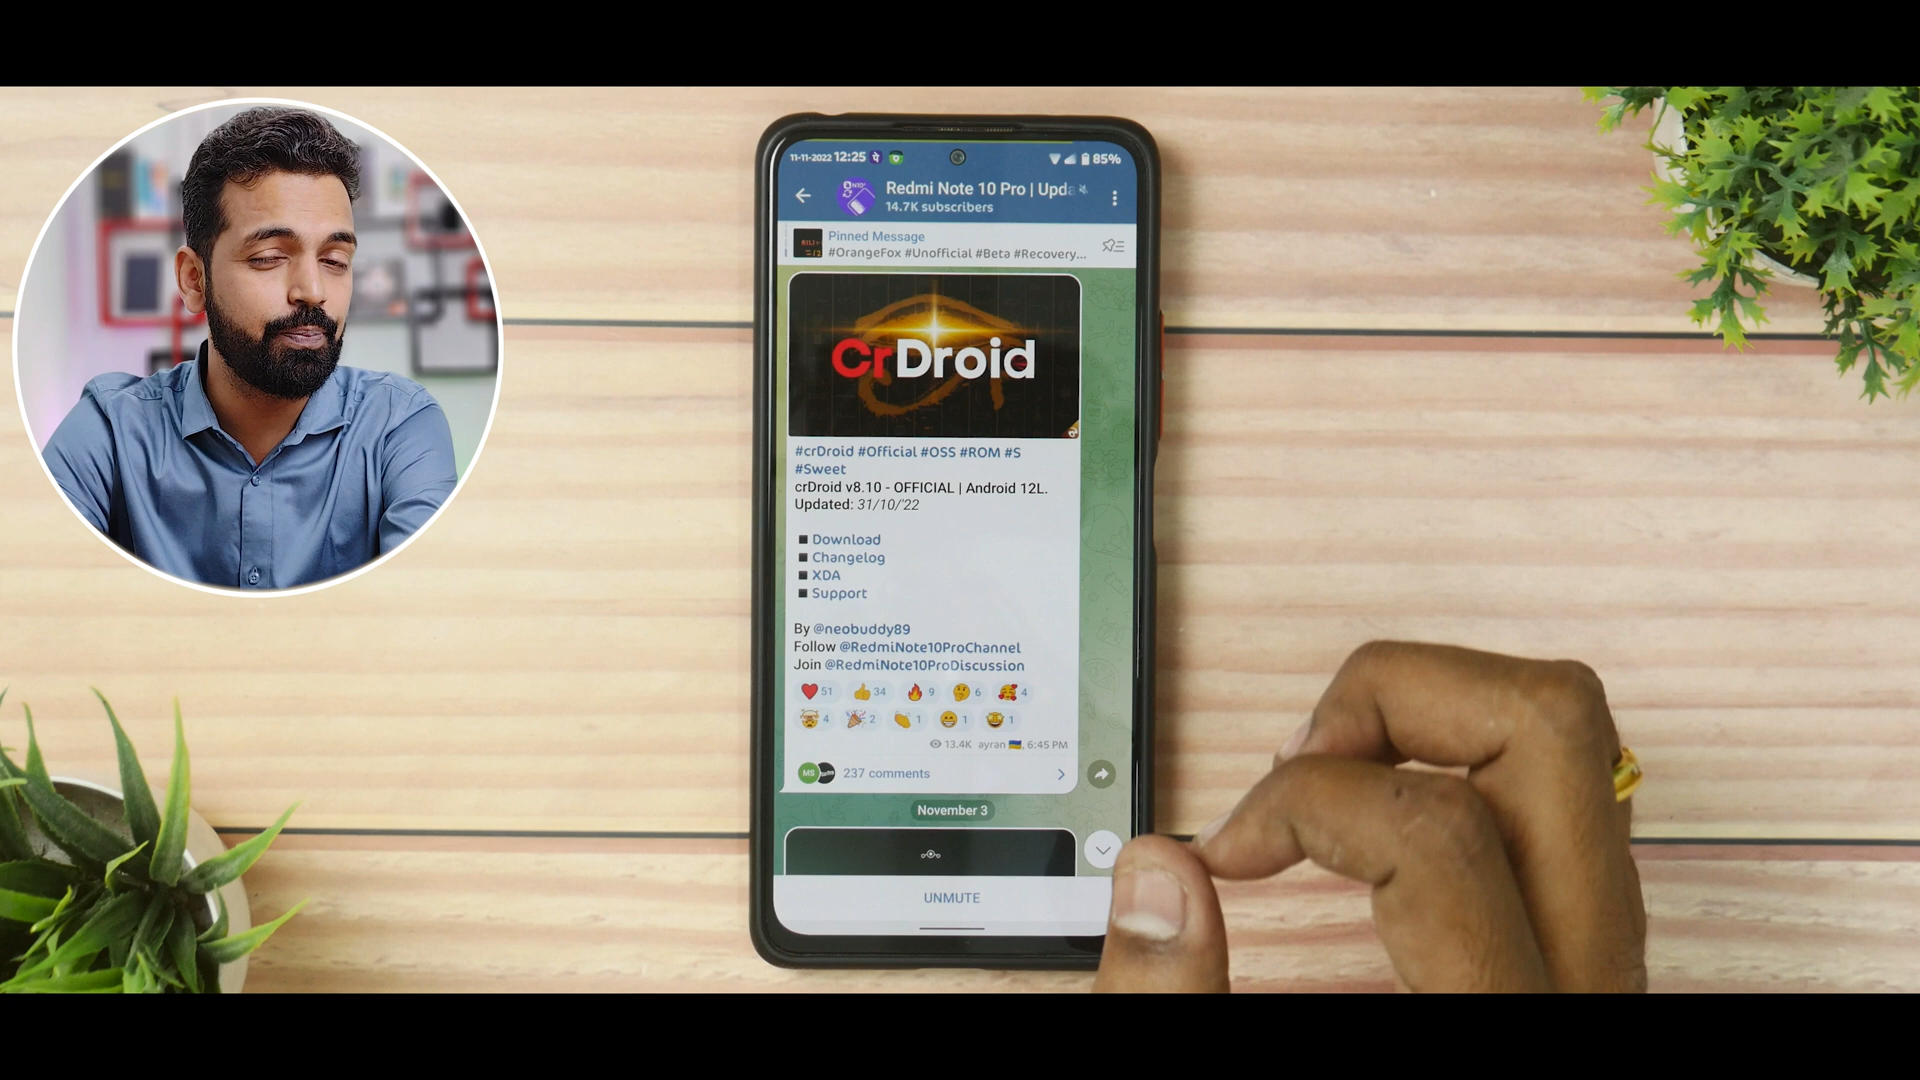 11-11-2022 12:25
85%
Redmi Note 10 Pro | Upda
14.7K subscribers
Pinned Message
#OrangeFox #Unofficial #Beta #Recovery...
CrDroid
#crDroid #Official #OSS #ROM #S
#Sweet
crDroid v8.10 - OFFICIAL | Android 12L.
Updated: 31/10/'22
Download
Changelog
XDA
Support
By @neobuddy89
Follow @RedmiNote10ProChannel
Join @RedmiNote10ProDiscussion
51 34 9 6 4
4 2 1 1 1
13.4K ayran 🇺🇦, 6:45 PM
MS 237 comments
November 3
UNMUTE